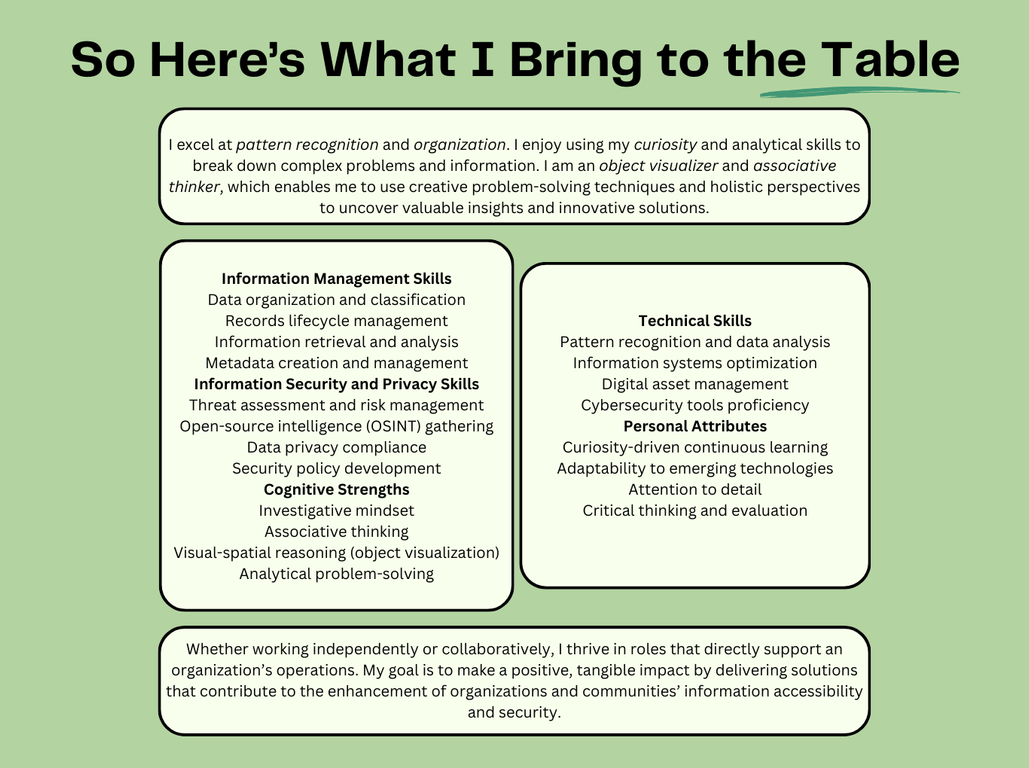 So Here's What I Bring to the Table
I excel at pattern recognition and organization. I enjoy using my curiosity and analytical skills to
break down complex problems and information. I am an object visualizer and associative
thinker, which enables me to use creative problem-solving techniques and holistic perspectives
to uncover valuable insights and innovative solutions.
Information Management Skills
Data organization and classification
Records lifecycle management
Information retrieval and analysis
Metadata creation and management
Information Security and Privacy Skills
Threat assessment and risk management
Open-source intelligence (OSINT) gathering
Data privacy compliance
Security policy development
Cognitive Strengths
Investigative mindset
Associative thinking
Visual-spatial reasoning (object visualization)
Analytical problem-solving
Technical Skills
Pattern recognition and data analysis
Information systems optimization
Digital asset management
Cybersecurity tools proficiency
Personal Attributes
Curiosity-driven continuous learning
Adaptability to emerging technologies
Attention to detail
Critical thinking and evaluation
Whether working independently or collaboratively, I thrive in roles that directly support an
organization's operations. My goal is to make a positive, tangible impact by delivering solutions
that contribute to the enhancement of organizations and communities' information accessibility
and security.